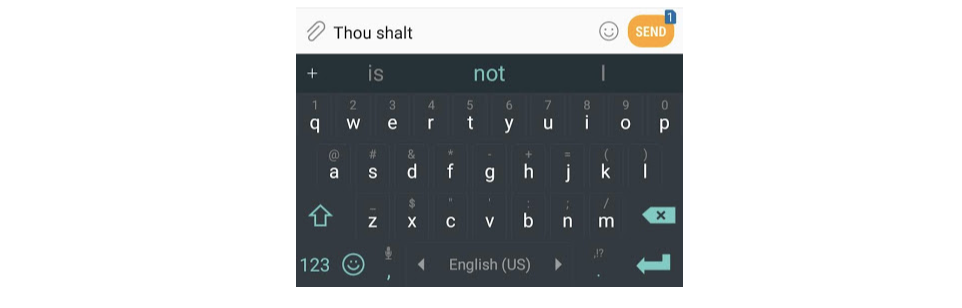 Thou shalt SEND 1
+ is not I
1 2 3 4 5 6 7 8 9 0
q w e r t y u i o p
@ # & * - + = ( )
a s d f g h j k l
_ $ " ' : ; /
z x c v b n m
123 , English (US) ,!? .